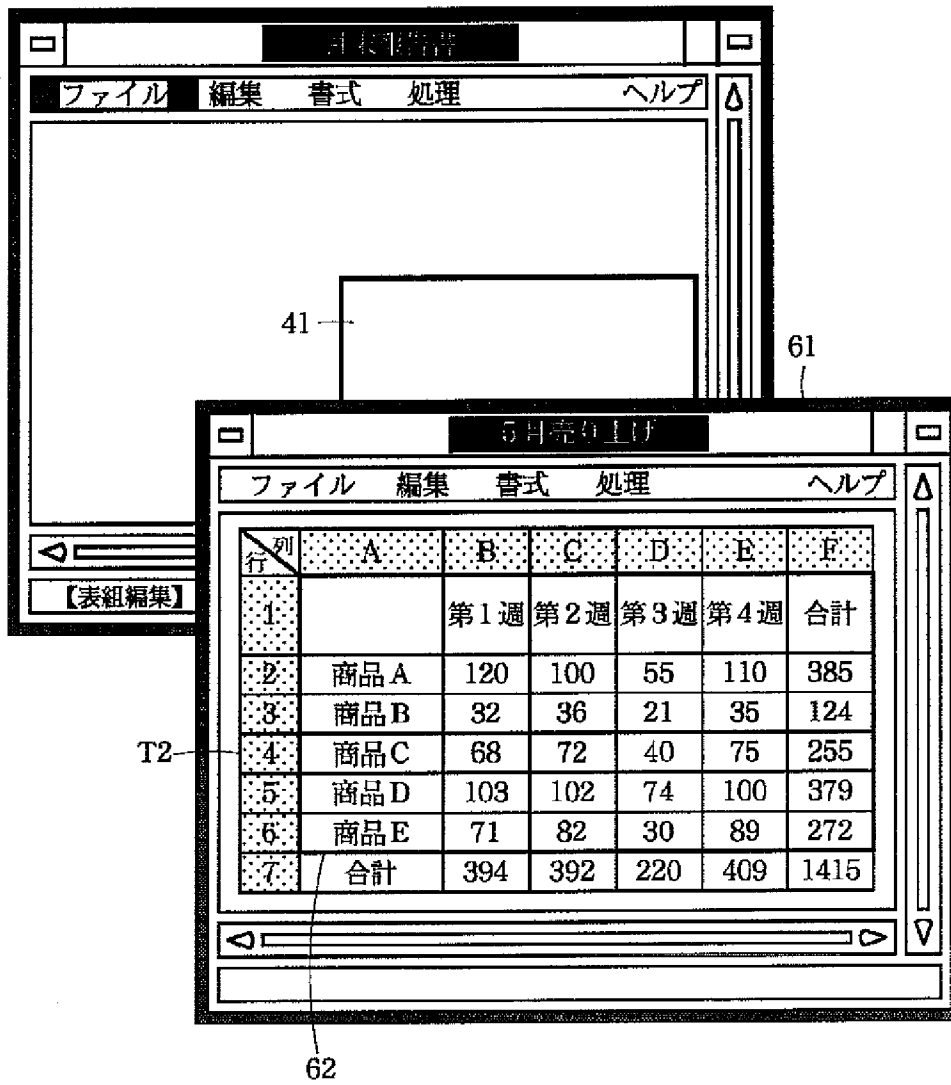 ファイル 編集 書式 処理 ヘルプ
41
61
5月売り上げ
ファイル 編集 書式 処理 ヘルプ
【表組編集】
列 行 A B C D E F
1 第1週 第2週 第3週 第4週 合計
2 商品A 120 100 55 110 385
3 商品B 32 36 21 35 124
T2
4 商品C 68 72 40 75 255
5 商品D 103 102 74 100 379
6 商品E 71 82 30 89 272
7 合計 394 392 220 409 1415
62